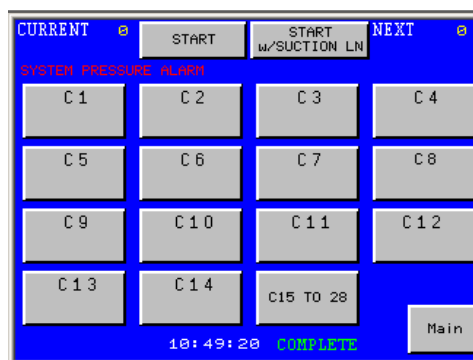 CURRENT 0 START START W/SUCTION LN NEXT 0
SYSTEM PRESSURE ALARM
C1 C2 C3 C4
C5 C6 C7 C8
C9 C10 C11 C12
C13 C14 C15 TO 28
10:49:20 COMPLETE Main